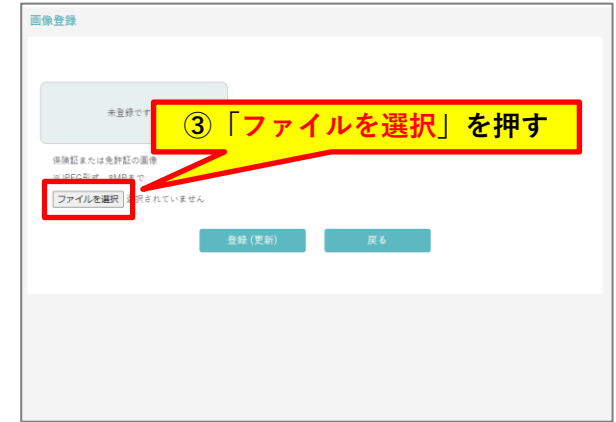 画像登録
未登録です
③「ファイルを選択」を押す
保険証または免許証の画像
※JPEG形式 8MBまで
ファイルを選択 選択されていません
登録(更新)
戻る